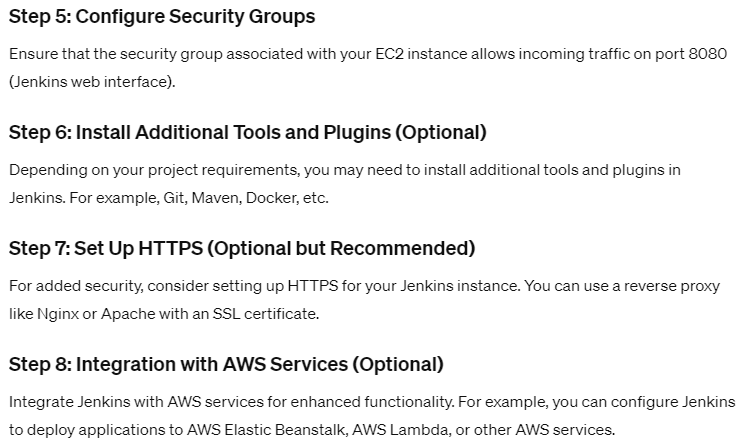 Step 5: Configure Security Groups
Ensure that the security group associated with your EC2 instance allows incoming traffic on port 8080
(Jenkins web interface).
Step 6: Install Additional Tools and Plugins (Optional)
Depending on your project requirements, you may need to install additional tools and plugins in
Jenkins. For example, Git, Maven, Docker, etc.
Step 7: Set Up HTTPS (Optional but Recommended)
For added security, consider setting up HTTPS for your Jenkins instance. You can use a reverse proxy
like Nginx or Apache with an SSL certificate.
Step 8: Integration with AWS Services (Optional)
Integrate Jenkins with AWS services for enhanced functionality. For example, you can configure Jenkins
to deploy applications to AWS Elastic Beanstalk, AWS Lambda, or other AWS services.